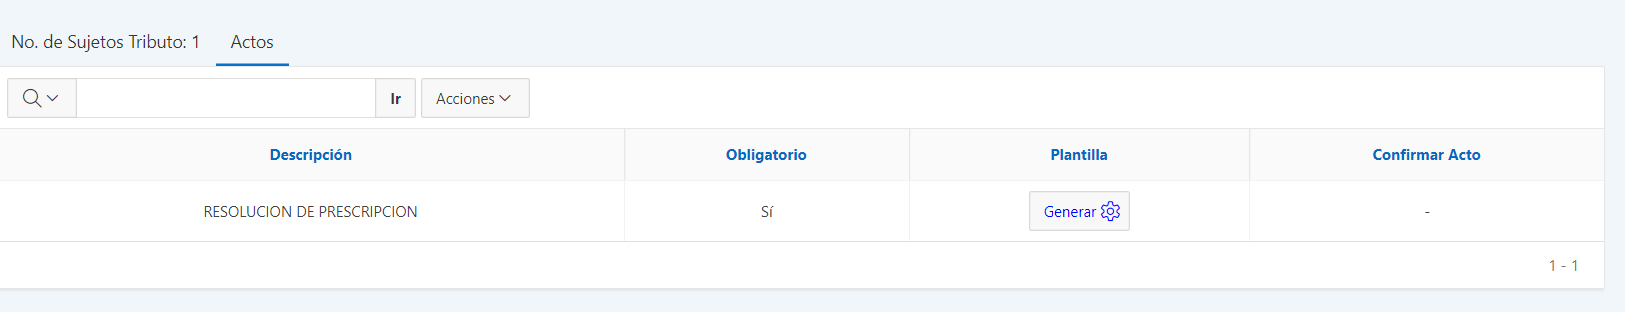 No. de Sujetos Tributo: 1 Actos
Ir Acciones
Descripción Obligatorio Plantilla Confirmar Acto
RESOLUCION DE PRESCRIPCION Sí Generar -
1 - 1